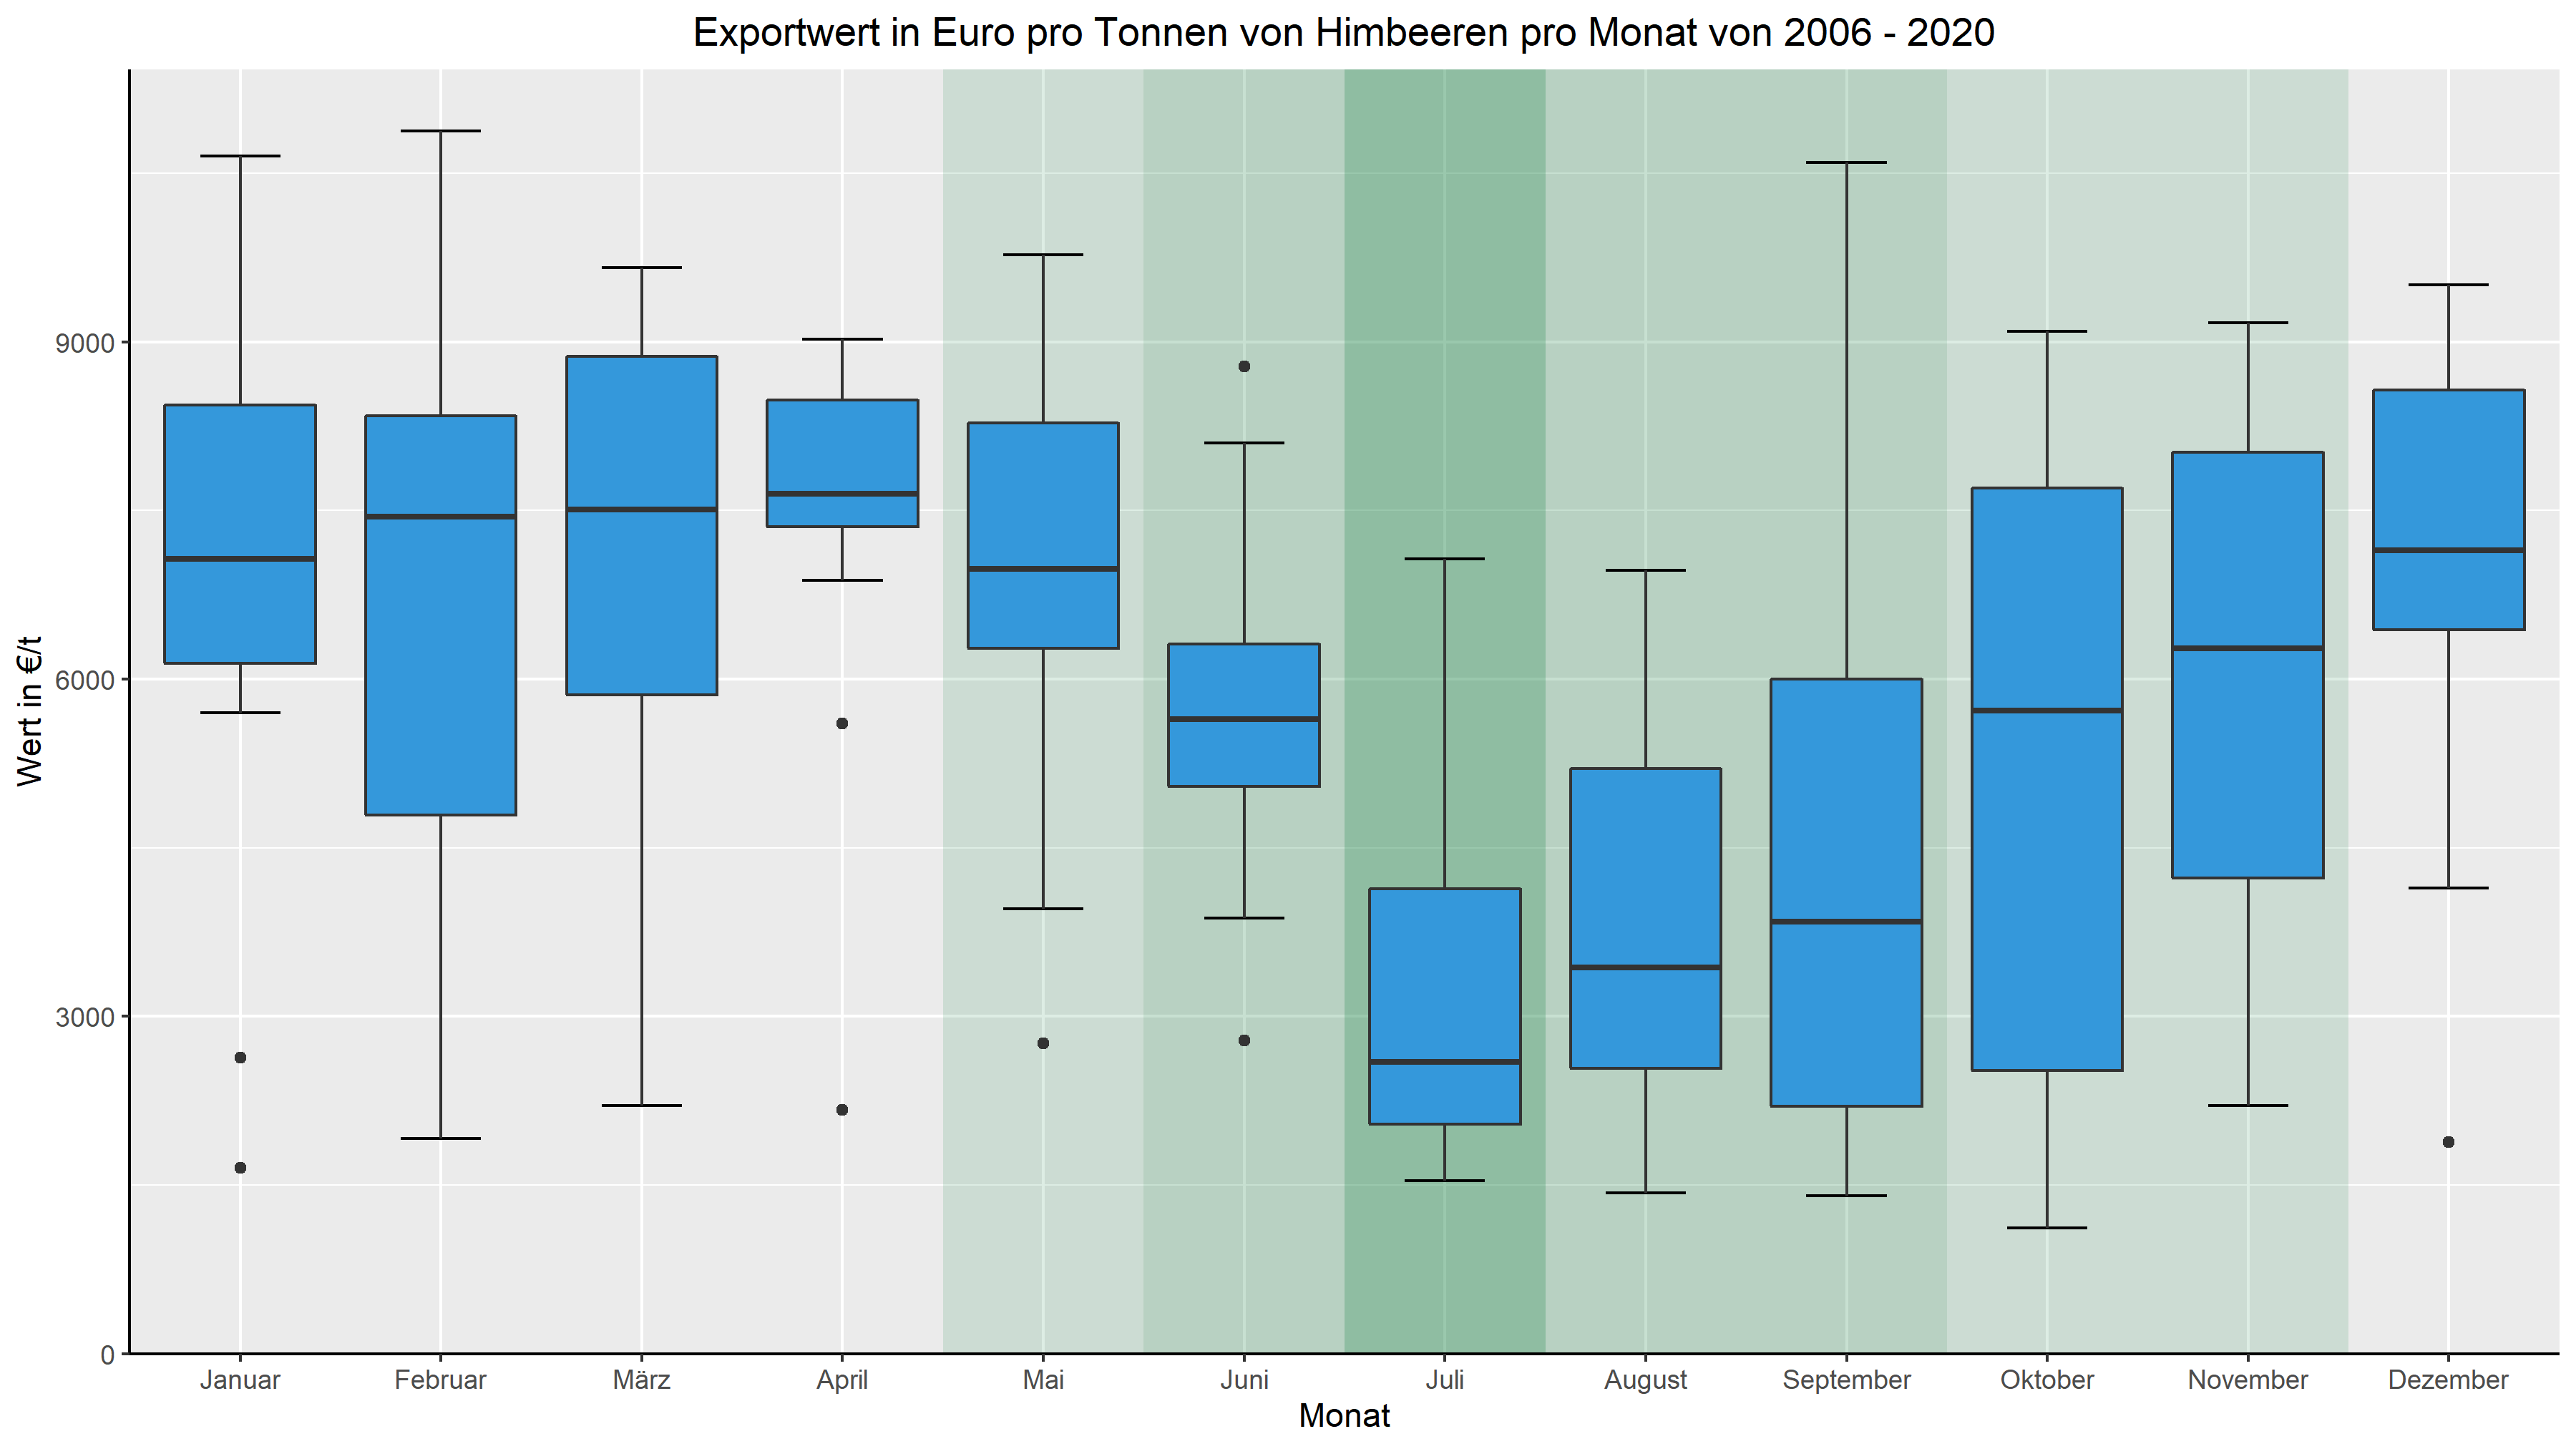 Exportwert in Euro pro Tonnen von Himbeeren pro Monat von 2006 - 2020
Wert in €/t
9000
6000
3000
0
Januar Februar März April Mai Juni Juli August September Oktober November Dezember
Monat